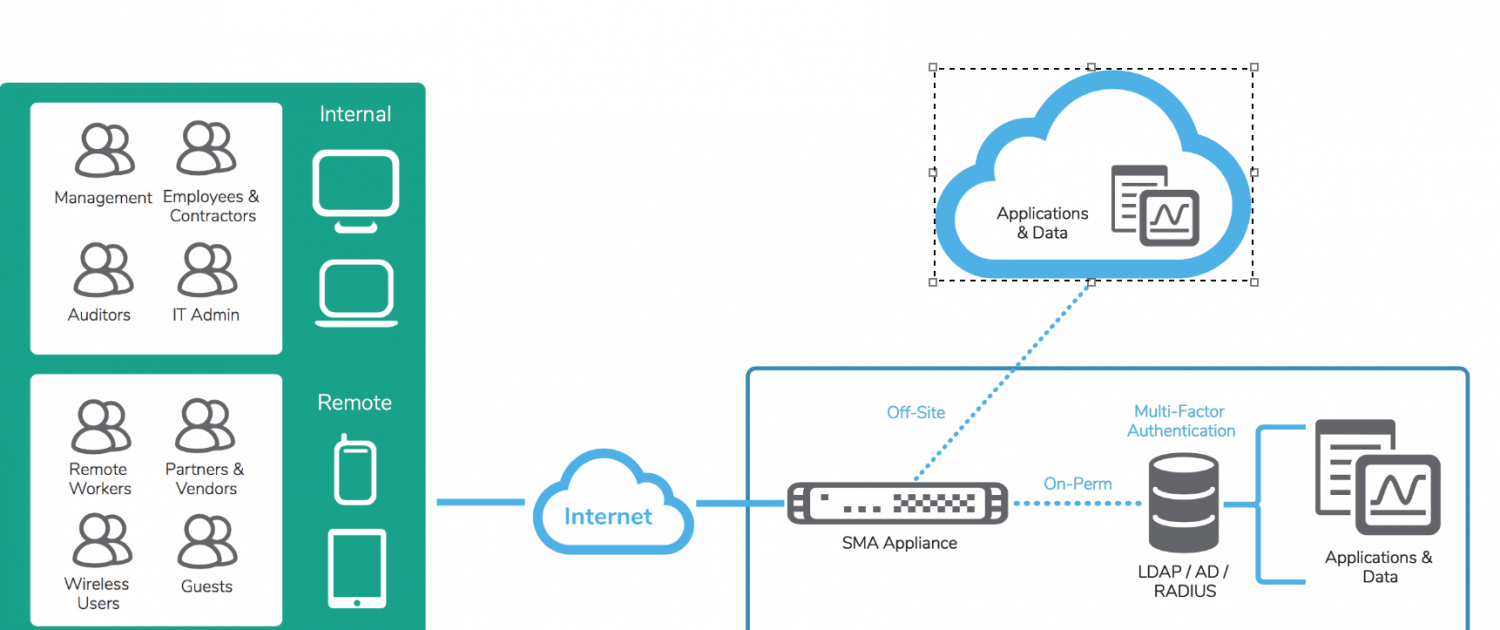 Internal
Management
Employees &
Contractors
Auditors
IT Admin
Remote
Remote
Workers
Partners &
Vendors
Wireless
Users
Guests
Internet
Applications
& Data
Off-Site
SMA Appliance
On-Perm
Multi-Factor
Authentication
LDAP / AD /
RADIUS
Applications &
Data